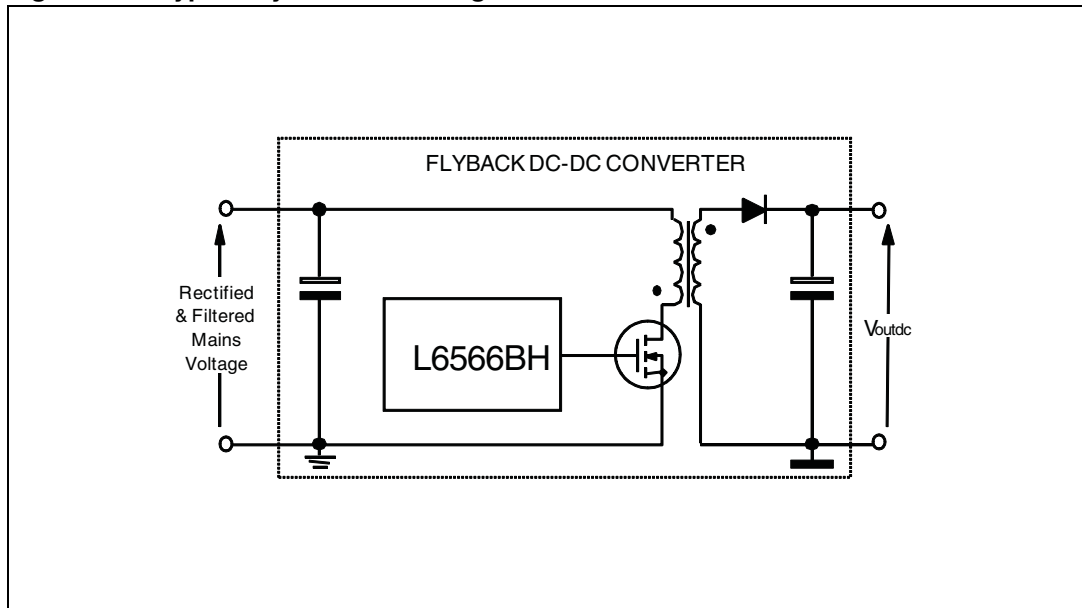 FLYBACK DC-DC CONVERTER
Rectified
& Filtered
Mains
Voltage
L6566BH
Voutdc